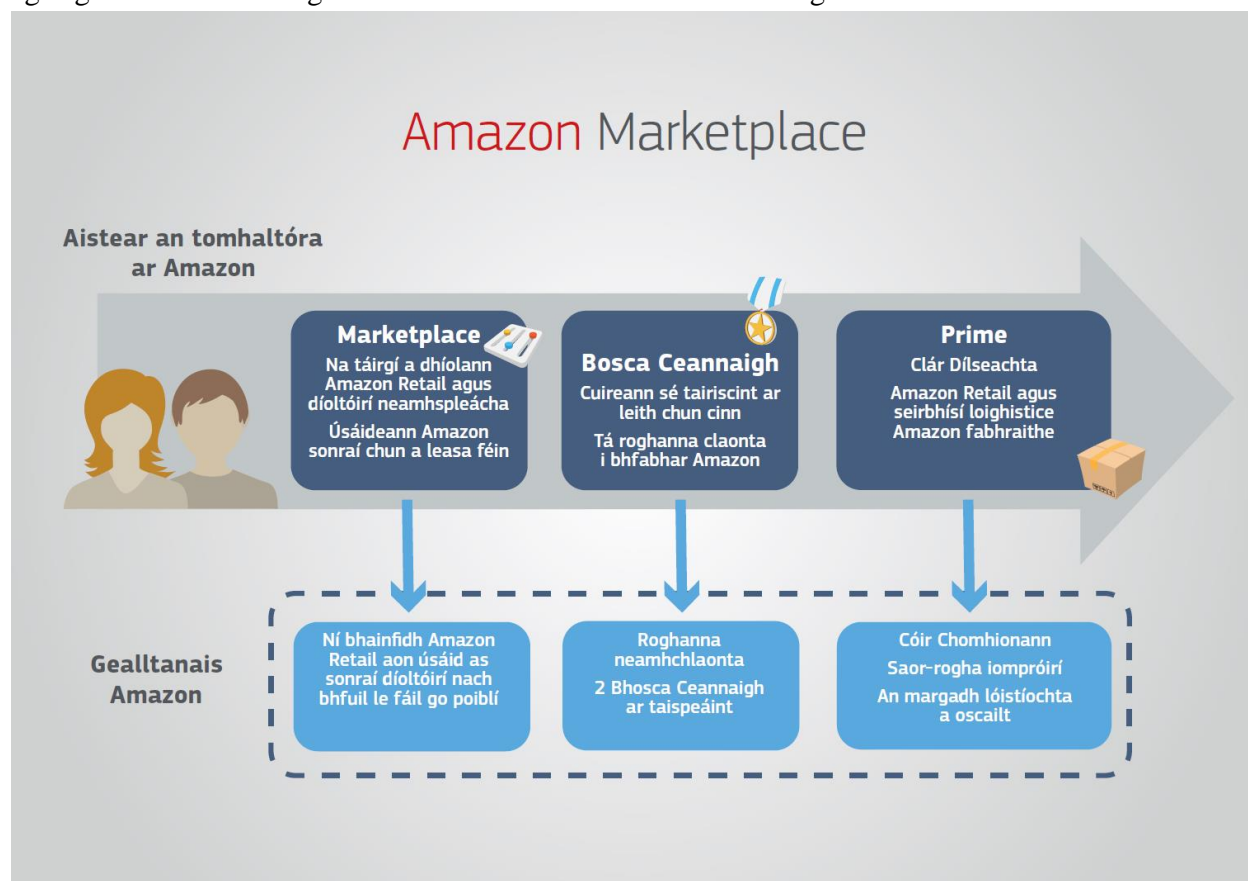 Amazon Marketplace
Aistear an tomhaltóra
ar Amazon
Marketplace
Na táirgí a dhíolann
Amazon Retail agus
díoltóirí neamhspleácha
Úsáideann Amazon
sonraí chun a leasa féin
Bosca Ceannaigh
Cuireann sé tairiscint ar
leith chun cinn
Tá roghanna claonta
i bhfabhar Amazon
Prime
Clár Dílseachta
Amazon Retail agus
seirbhísí loighistice
Amazon fabhraithe
Gealltanais
Amazon
Ní bhainfidh Amazon
Retail aon úsáid as
sonraí díoltóirí nach
bhfuil le fáil go poiblí
Roghanna
neamhchlaonta
2 Bhosca Ceannaigh
ar taispeáint
Cóir Chomhionann
Saor-rogha iompróirí
An margadh lóistíochta
a oscailt